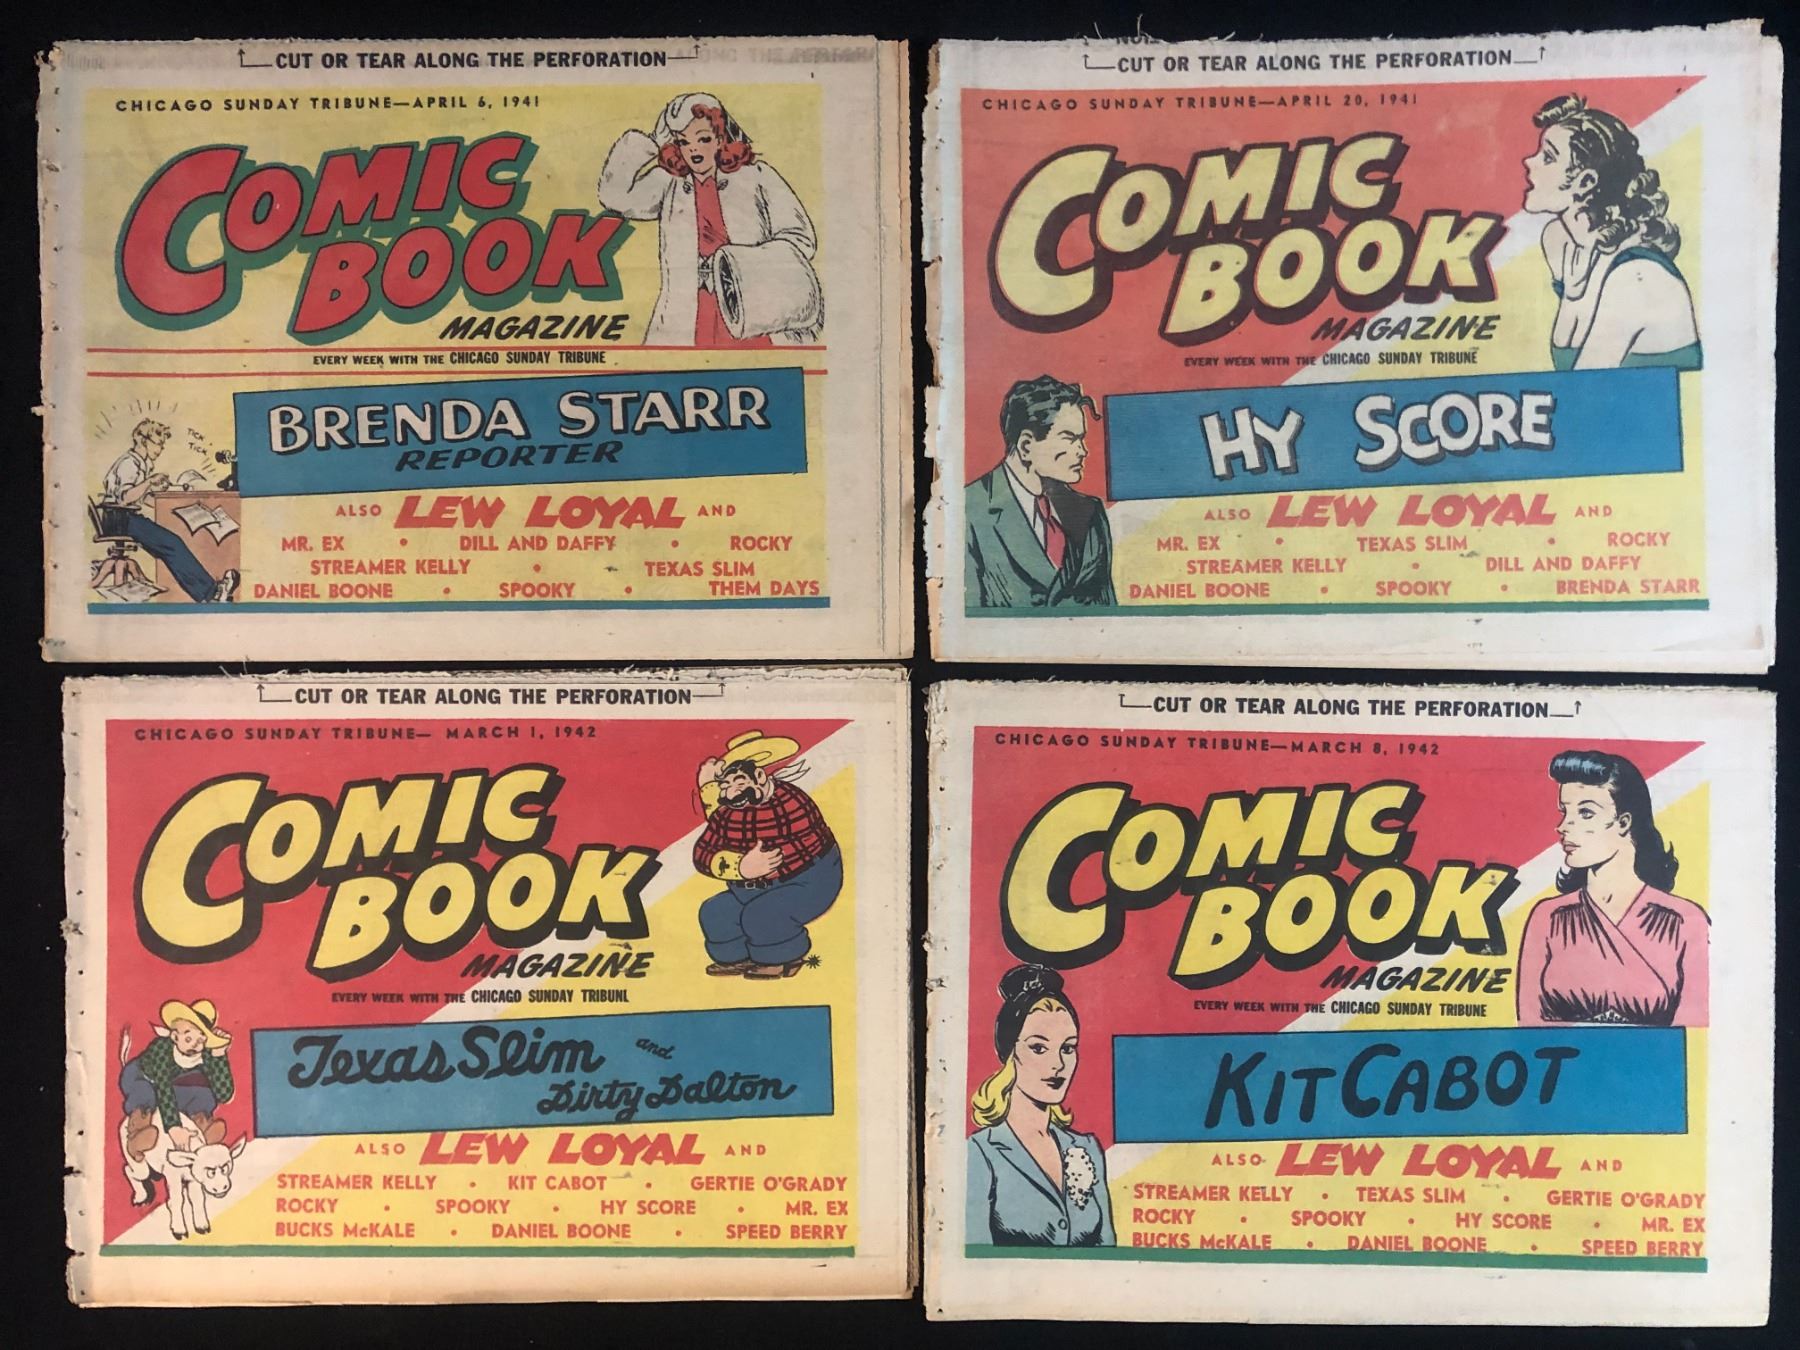 CUT OR TEAR ALONG THE PERFORATION
CHICAGO SUNDAY TRIBUNE—APRIL 6, 1941
COMIC
BOOK
MAGAZINE
EVERY WEEK WITH THE CHICAGO SUNDAY TRIBUNE
TICK
TICK
BRENDA STARR
REPORTER
ALSO LEW LOYAL AND
MR. EX • DILL AND DAFFY • ROCKY
STREAMER KELLY • TEXAS SLIM
DANIEL BOONE • SPOOKY • THEM DAYS
CUT OR TEAR ALONG THE PERFORATION
CHICAGO SUNDAY TRIBUNE—APRIL 20, 1941
COMIC
BOOK
MAGAZINE
EVERY WEEK WITH THE CHICAGO SUNDAY TRIBUNE
HY SCORE
ALSO LEW LOYAL AND
MR. EX • TEXAS SLIM • ROCKY
STREAMER KELLY • DILL AND DAFFY
DANIEL BOONE • SPOOKY • BRENDA STARR
CUT OR TEAR ALONG THE PERFORATION
CHICAGO SUNDAY TRIBUNE— MARCH 1, 1942
COMIC
BOOK
MAGAZINE
EVERY WEEK WITH THE CHICAGO SUNDAY TRIBUNL
Texas Slim and
Dirty Dalton
ALSO LEW LOYAL AND
STREAMER KELLY • KIT CABOT • GERTIE O'GRADY
ROCKY • SPOOKY • HY SCORE • MR. EX
BUCKS McKALE • DANIEL BOONE • SPEED BERRY
CUT OR TEAR ALONG THE PERFORATION
CHICAGO SUNDAY TRIBUNE—MARCH 8, 1942
COMIC
BOOK
MAGAZINE
EVERY WEEK WITH THE CHICAGO SUNDAY TRIBUNE
KIT CABOT
ALSO LEW LOYAL AND
STREAMER KELLY • TEXAS SLIM • GERTIE O'GRADY
ROCKY • SPOOKY • HY SCORE • MR. EX
BUCKS McKALE • DANIEL BOONE • SPEED BERRY